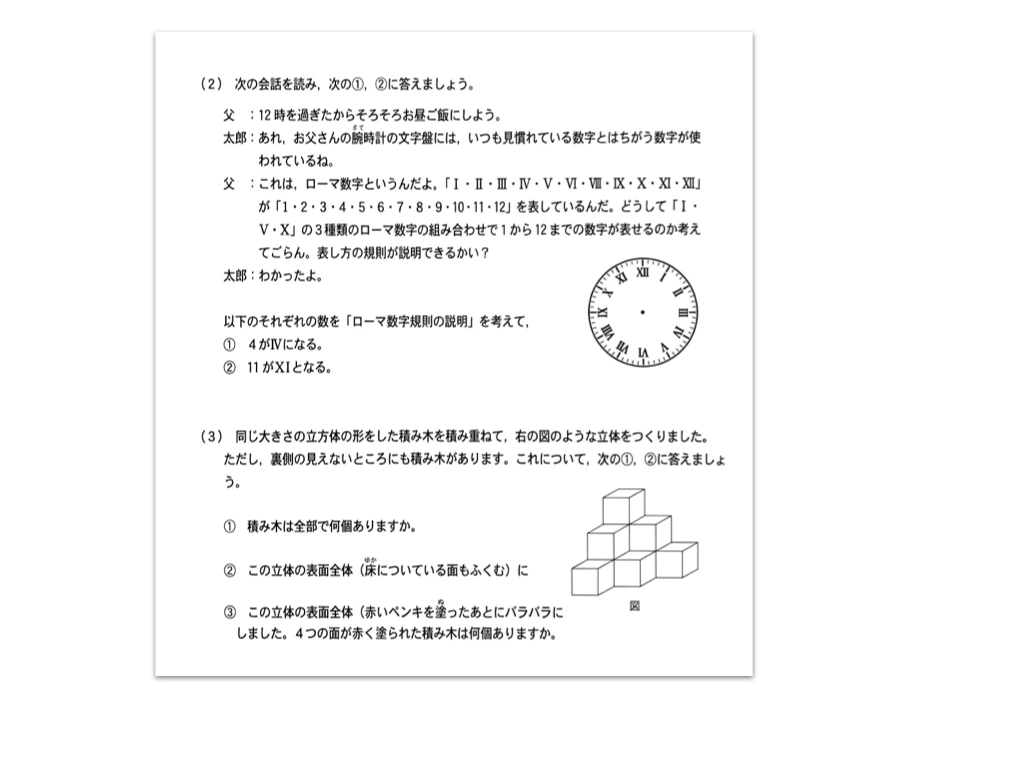 (2) 次の会話を読み，次の①，②に答えましょう。
父　：12時を過ぎたからそろそろお昼ご飯にしよう。
太郎：あれ，お父さんの腕時計の文字盤には，いつも見慣れている数字とはちがう数字が使
われているね。
父　：これは，ローマ数字というんだよ。「Ⅰ・Ⅱ・Ⅲ・Ⅳ・Ⅴ・Ⅵ・Ⅷ・Ⅸ・Ⅹ・Ⅺ・Ⅻ」
が「1・2・3・4・5・6・7・8・9・10・11・12」を表しているんだ。どうして「Ⅰ・
Ⅴ・Ⅹ」の３種類のローマ数字の組み合わせで１から12までの数字が表せるのか考え
てごらん。表し方の規則が説明できるかい？
太郎：わかったよ。
XII I II III IV V VI VII VIII IX X XI
以下のそれぞれの数を「ローマ数字規則の説明」を考えて，
① ４がⅣになる。
② 11がＸＩとなる。
(3) 同じ大きさの立方体の形をした積み木を積み重ねて，右の図のような立体をつくりました。
ただし，裏側の見えないところにも積み木があります。これについて，次の①，②に答えましょ
う。
① 積み木は全部で何個ありますか。
② この立体の表面全体（床についている面もふくむ）に
③ この立体の表面全体（赤いペンキを塗ったあとにバラバラに
しました。４つの面が赤く塗られた積み木は何個ありますか。
図